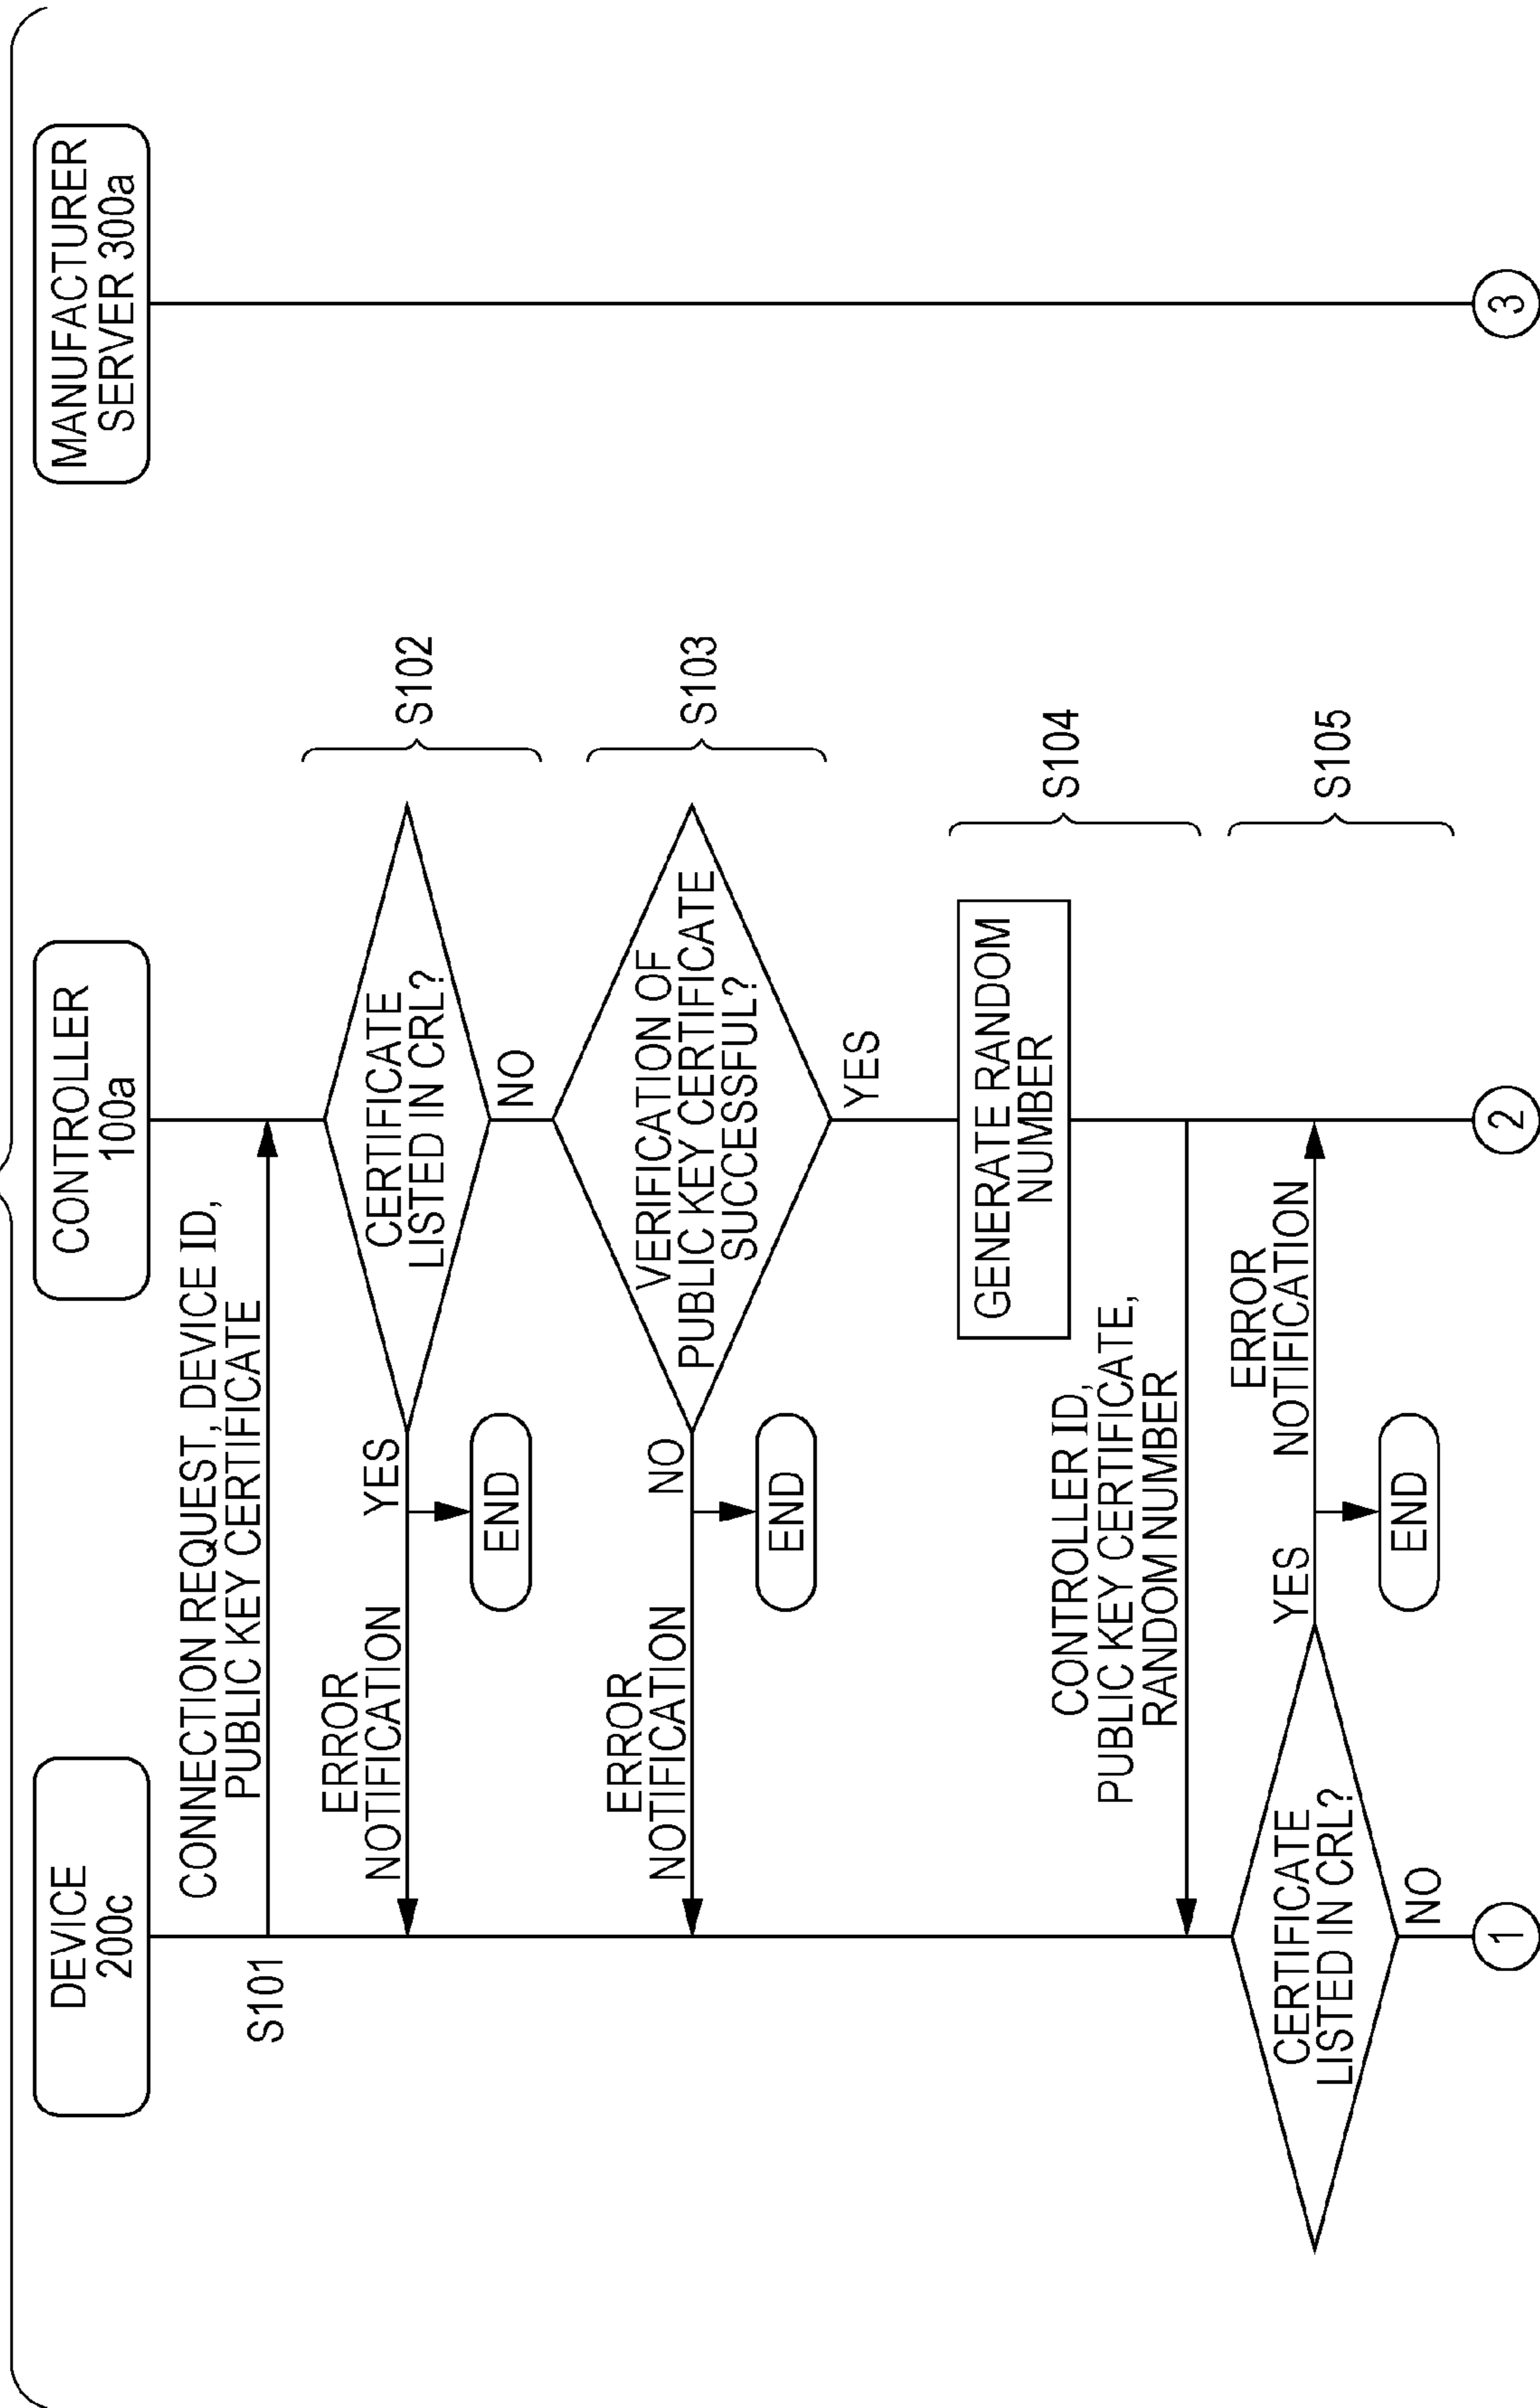 DEVICE
200c
CONTROLLER
100a
MANUFACTURER
SERVER 300a
S101
CONNECTION REQUEST, DEVICE ID,
PUBLIC KEY CERTIFICATE
CERTIFICATE
LISTED IN CRL?
S102
YES
ERROR
NOTIFICATION
END
NO
VERIFICATION OF
PUBLIC KEY CERTIFICATE
SUCCESSFUL?
S103
NO
ERROR
NOTIFICATION
END
YES
GENERATE RANDOM
NUMBER
S104
CONTROLLER ID,
PUBLIC KEY CERTIFICATE,
RANDOM NUMBER
CERTIFICATE
LISTED IN CRL?
YES
ERROR
NOTIFICATION
S105
END
NO
1
2
3